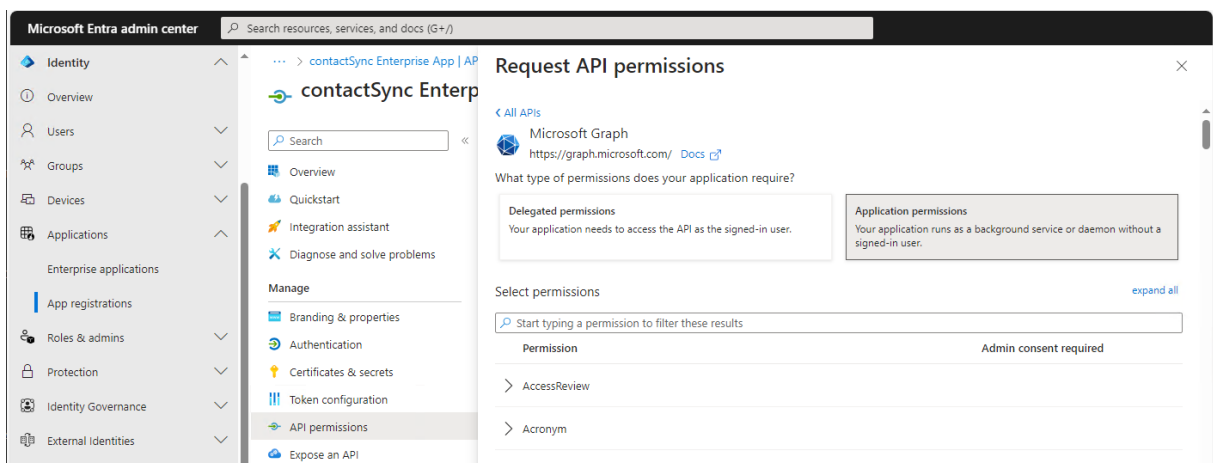 Microsoft Entra admin center
Search resources, services, and docs (G+/)
Identity
Overview
Users
Groups
Devices
Applications
Enterprise applications
App registrations
Roles & admins
Protection
Identity Governance
External Identities
··· > contactSync Enterprise App | AP
contactSync Enterp
Search
Overview
Quickstart
Integration assistant
Diagnose and solve problems
Manage
Branding & properties
Authentication
Certificates & secrets
Token configuration
API permissions
Expose an API
Request API permissions
All APIs
Microsoft Graph
https://graph.microsoft.com/ Docs
What type of permissions does your application require?
Delegated permissions
Your application needs to access the API as the signed-in user.
Application permissions
Your application runs as a background service or daemon without a
signed-in user.
Select permissions
expand all
Start typing a permission to filter these results
Permission
Admin consent required
AccessReview
Acronym